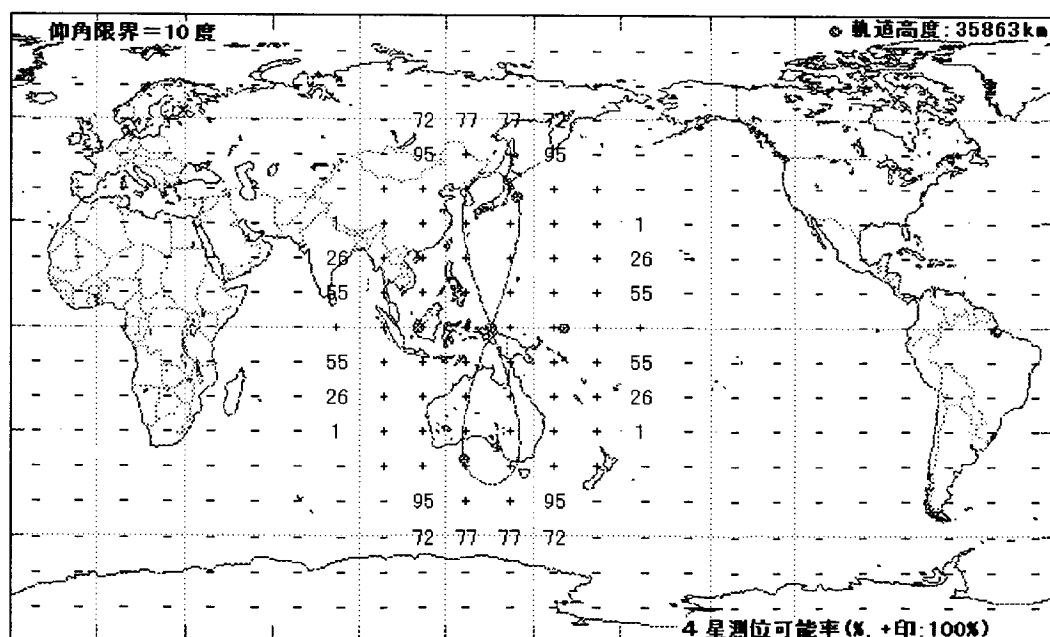 仰角限界=10度
◎ 軌道高度:35863km
72 77 77 72
95 + + 95
+ + + + + +
1 + + + + + + 1
26 + + + + + + 26
55 + + + + + + 55
+ + + + + + + +
55 + + + + + + 55
26 + + + + + + 26
1 + + + + + + 1
+ + + + + +
95 + + 95
72 77 77 72
4星測位可能率(%, +印:100%)